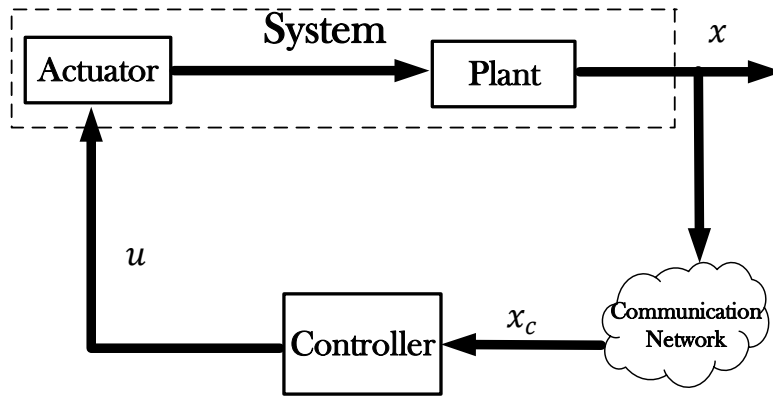 System
x
Actuator
Plant
u
Communication
Network
x_c
Controller